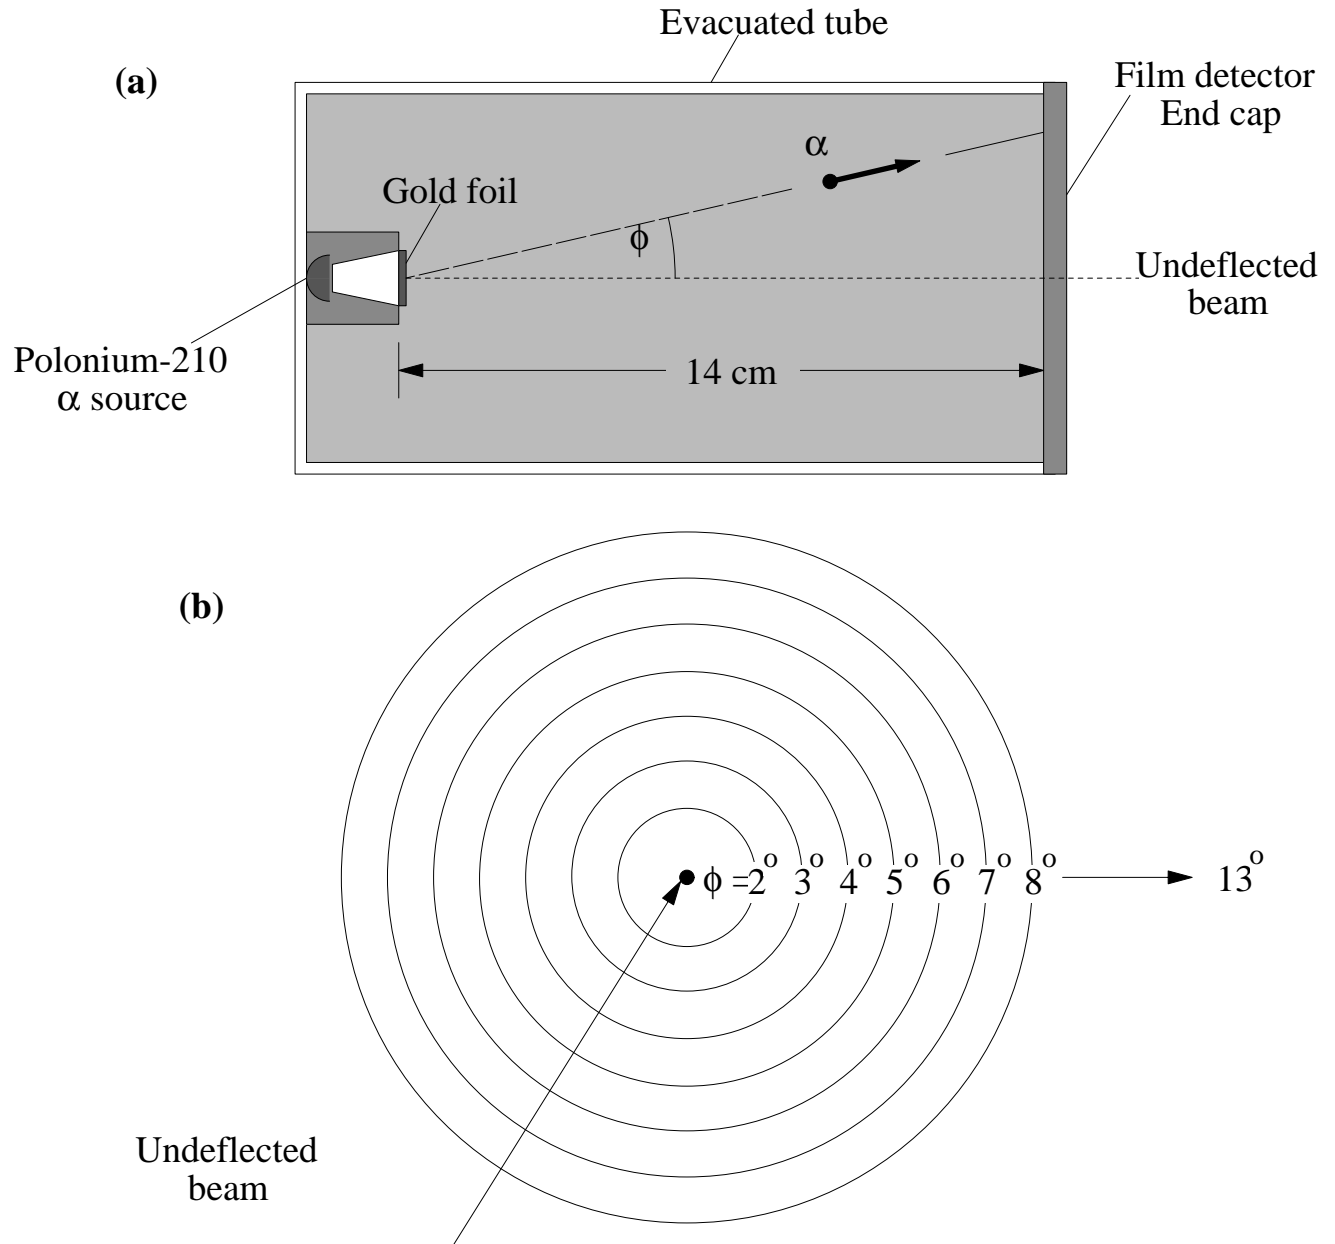 Evacuated tube
(a)
Film detector
End cap
α
Gold foil
ϕ
Undeflected
beam
Polonium-210
α source
14 cm
(b)
ϕ =2° 3° 4° 5° 6° 7° 8° 13°
Undeflected
beam